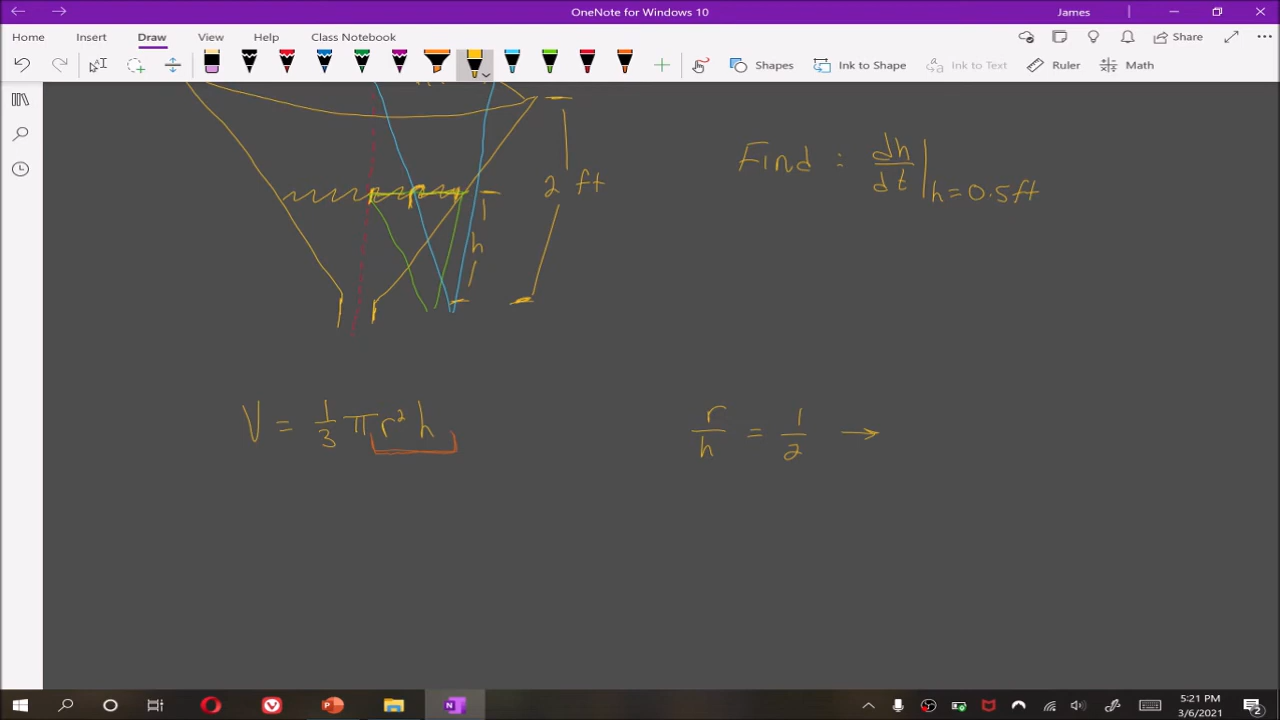 OneNote for Windows 10
James
Home Insert Draw View Help Class Notebook
Share
Shapes Ink to Shape Ink to Text Ruler Math
Find : dh/dt |h=0.5ft
2 ft
h
V = 1/3 π r² h
r/h = 1/2 →
5:21 PM
3/6/2021
2